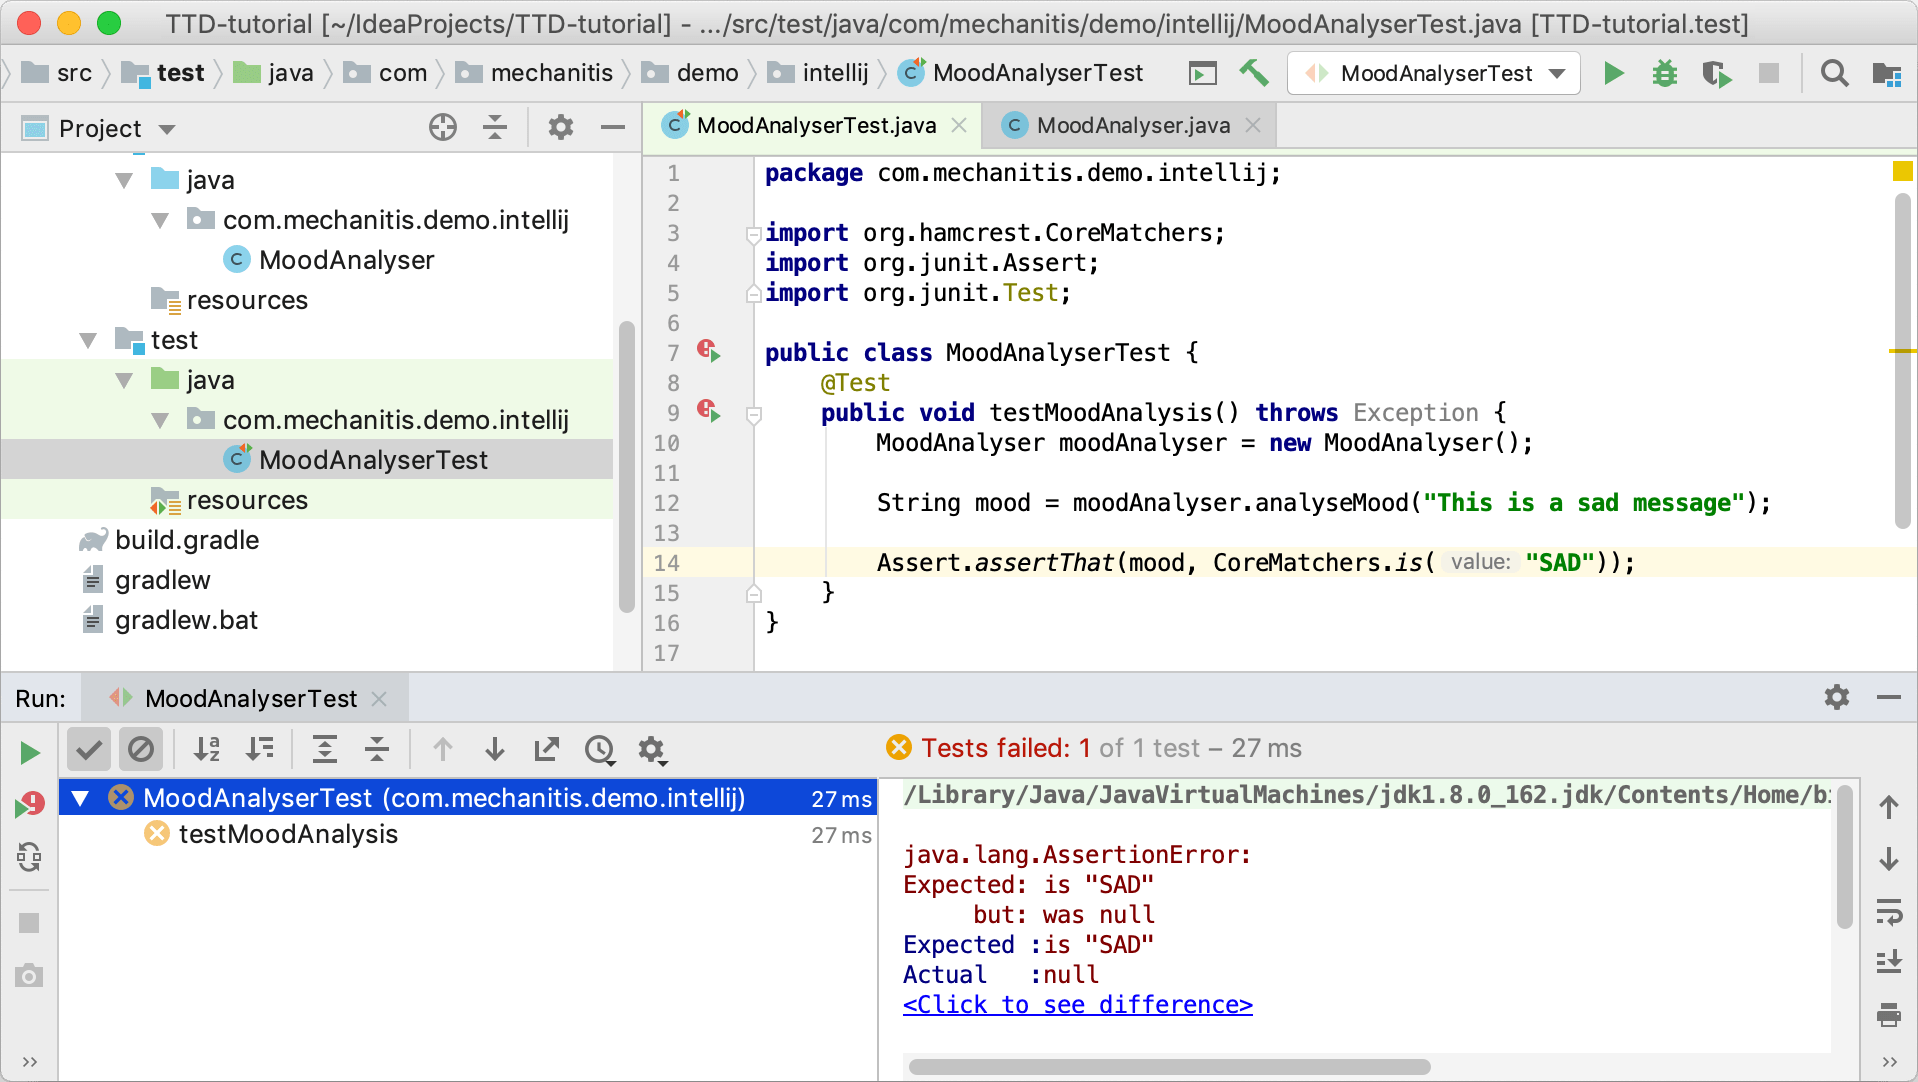 TTD-tutorial [~/IdeaProjects/TTD-tutorial] - .../src/test/java/com/mechanitis/demo/intellij/MoodAnalyserTest.java [TTD-tutorial.test]
src test java com mechanitis demo intellij MoodAnalyserTest MoodAnalyserTest
Project
java
com.mechanitis.demo.intellij
MoodAnalyser
resources
test
java
com.mechanitis.demo.intellij
MoodAnalyserTest
resources
build.gradle
gradlew
gradlew.bat
MoodAnalyserTest.java MoodAnalyser.java
1 package com.mechanitis.demo.intellij;
2
3 import org.hamcrest.CoreMatchers;
4 import org.junit.Assert;
5 import org.junit.Test;
6
7 public class MoodAnalyserTest {
8     @Test
9     public void testMoodAnalysis() throws Exception {
10         MoodAnalyser moodAnalyser = new MoodAnalyser();
11
12         String mood = moodAnalyser.analyseMood("This is a sad message");
13
14         Assert.assertThat(mood, CoreMatchers.is( value: "SAD"));
15     }
16 }
17
Run: MoodAnalyserTest
Tests failed: 1 of 1 test – 27 ms
MoodAnalyserTest (com.mechanitis.demo.intellij) 27 ms
testMoodAnalysis 27 ms
/Library/Java/JavaVirtualMachines/jdk1.8.0_162.jdk/Contents/Home/bi
java.lang.AssertionError:
Expected: is "SAD"
     but: was null
Expected :is "SAD"
Actual   :null
<Click to see difference>